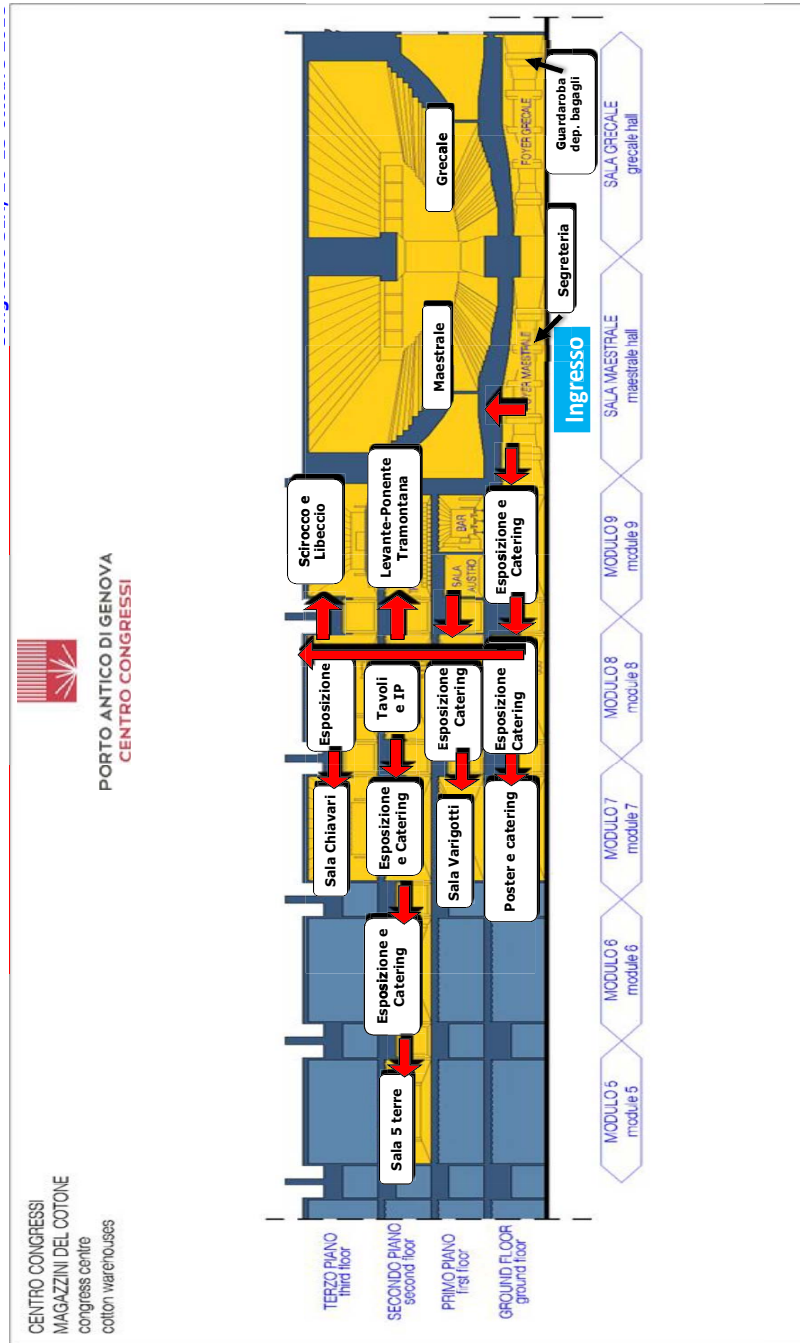 CENTRO CONGRESSI
MAGAZZINI DEL COTONE
congress centre
cotton warehouses
PORTO ANTICO DI GENOVA
CENTRO CONGRESSI
TERZO PIANO
third floor
Sala Chiavari
Esposizione
Scirocco e
Libeccio
SECONDO PIANO
second floor
Sala 5 terre
Esposizione e
Catering
Esposizione
e Catering
Tavoli
e IP
Levante-Ponente
Tramontana
PRIMO PIANO
first floor
Sala Varigotti
Esposizione
Catering
SALA
AUSTRO
BAR
Maestrale
Grecale
GROUND FLOOR
ground floor
Poster e catering
Esposizione
Catering
Esposizione e
Catering
FOYER MAESTRALE
FOYER GRECALE
Ingresso
Segreteria
Guardaroba
dep. bagagli
MODULO 5
module 5
MODULO 6
module 6
MODULO 7
module 7
MODULO 8
module 8
MODULO 9
module 9
SALA MAESTRALE
maestrale hall
SALA GRECALE
grecale hall